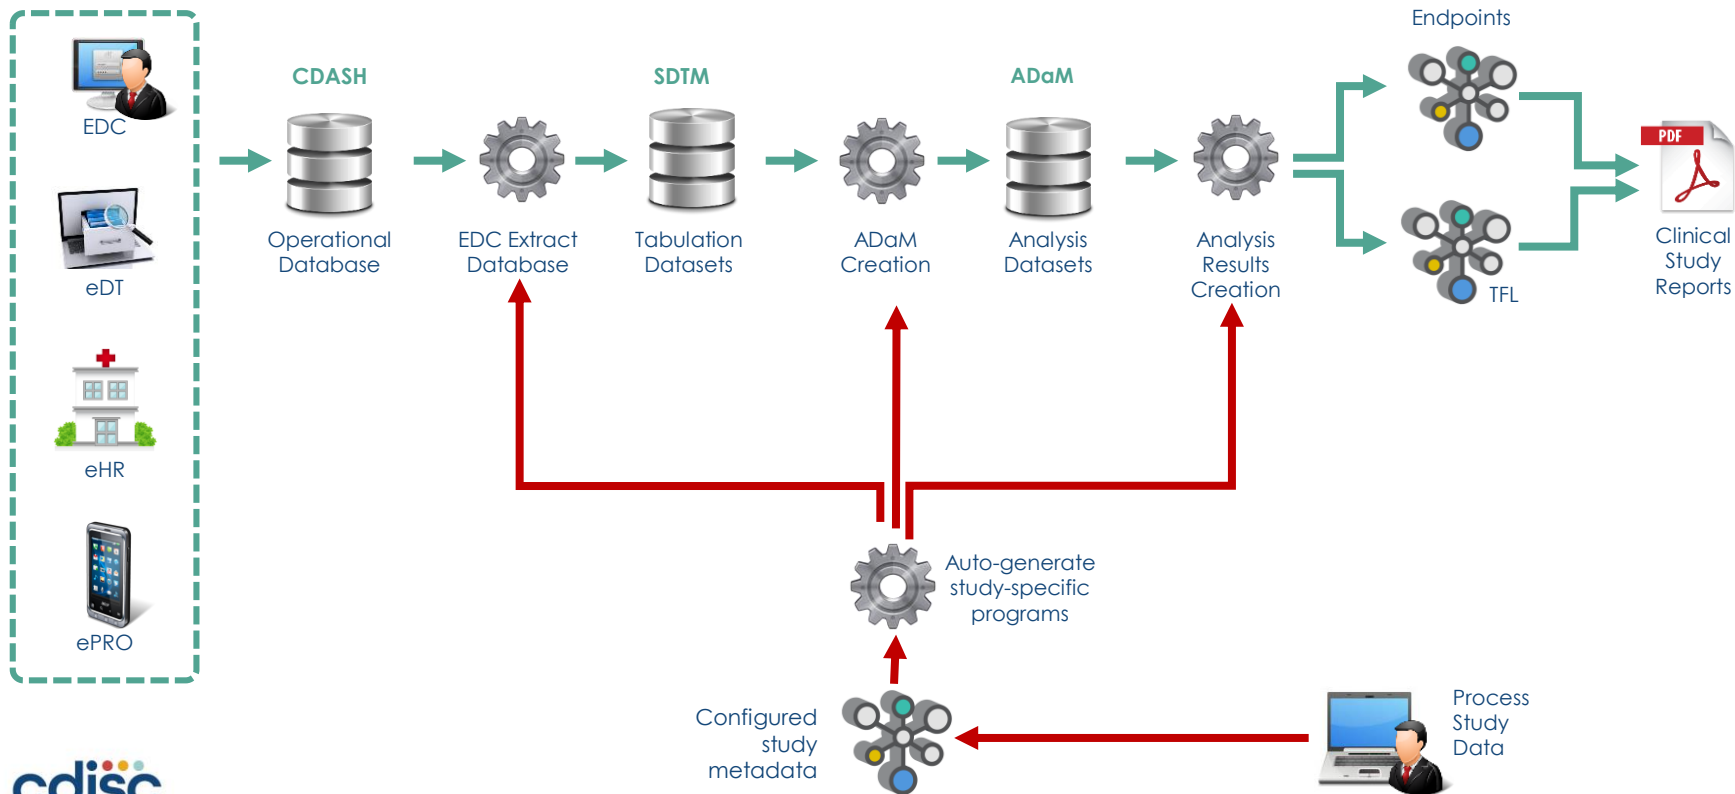 EDC
eDT
eHR
ePRO
CDASH
Operational
Database
EDC Extract
Database
SDTM
Tabulation
Datasets
ADaM
Creation
ADaM
Analysis
Datasets
Analysis
Results
Creation
Endpoints
TFL
PDF
Clinical
Study
Reports
Auto-generate
study-specific
programs
Configured
study
metadata
Process
Study
Data
cdisc